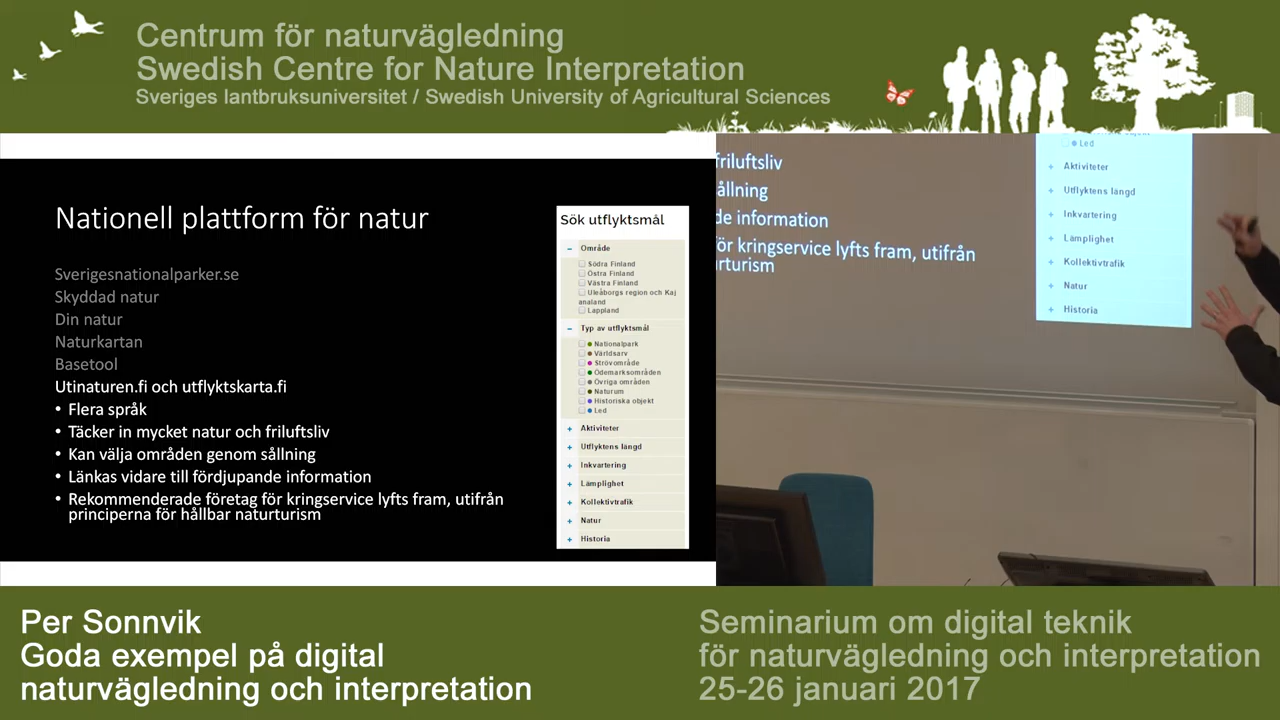 Centrum för naturvägledning
Swedish Centre for Nature Interpretation
Sveriges lantbruksuniversitet / Swedish University of Agricultural Sciences
Nationell plattform för natur
Sverigesnationalparker.se
Skyddad natur
Din natur
Naturkartan
Basetool
Utinaturen.fi och utflyktskarta.fi
• Flera språk
• Täcker in mycket natur och friluftsliv
• Kan välja områden genom sållning
• Länkas vidare till fördjupande information
• Rekommenderade företag för kringservice lyfts fram, utifrån
principerna för hållbar naturturism
Sök utflyktsmål
Område
Södra Finland
Östra Finland
Västra Finland
Uleåborgs region och Kaj
analand
Lappland
Typ av utflyktsmål
Nationalpark
Världsarv
Strövområde
Ödemarksområden
Övriga områden
Naturum
Historiska objekt
Led
Aktiviteter
Utflyktens längd
Inkvartering
Lämplighet
Kollektivtrafik
Natur
Historia
friluftsliv
ållning
de information
ör kringservice lyfts fram, utifrån
rturism
Led
Aktiviteter
Utflyktens längd
Inkvartering
Lämplighet
Kollektivtrafik
Natur
Historia
Per Sonnvik
Goda exempel på digital
naturvägledning och interpretation
Seminarium om digital teknik
för naturvägledning och interpretation
25-26 januari 2017